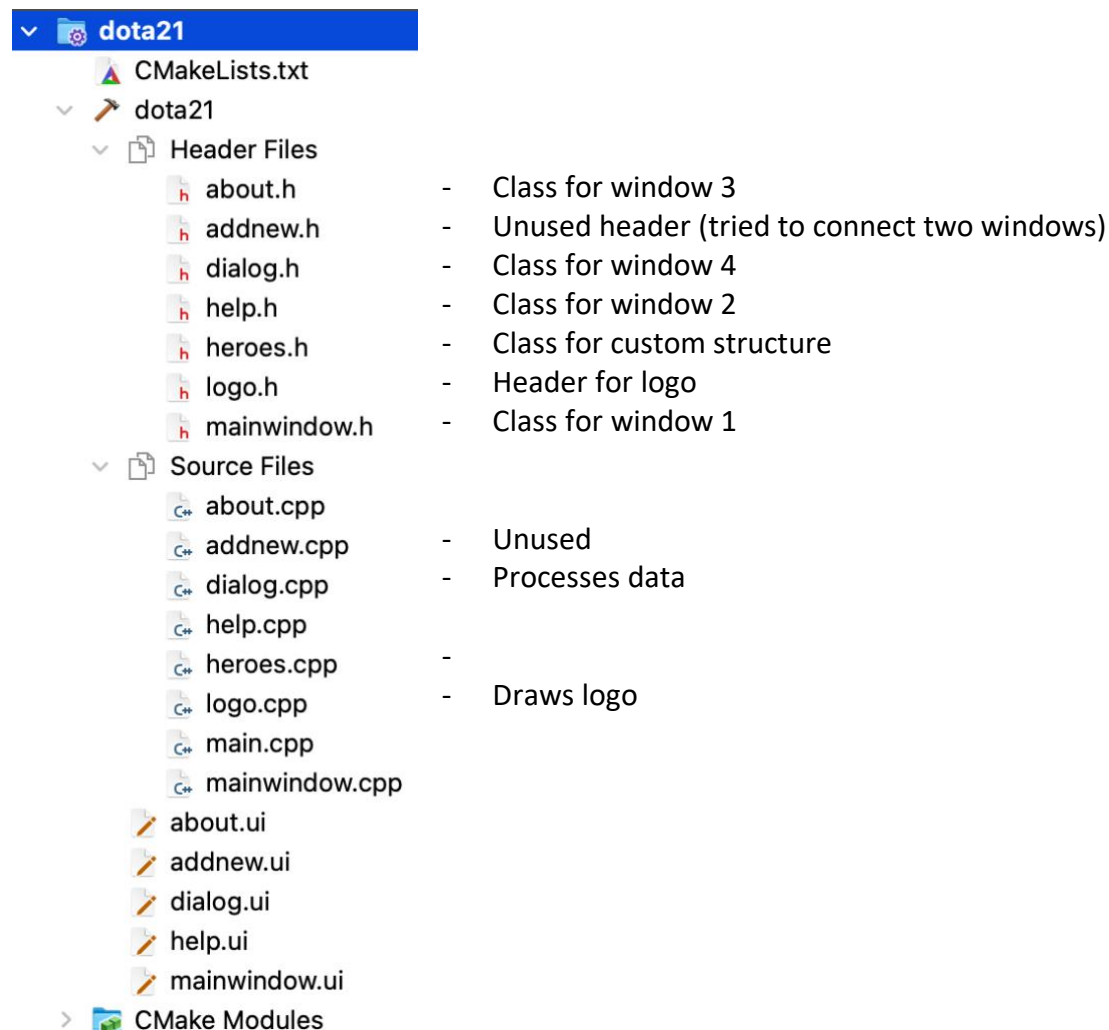 dota21
CMakeLists.txt
dota21
Header Files
about.h - Class for window 3
addnew.h - Unused header (tried to connect two windows)
dialog.h - Class for window 4
help.h - Class for window 2
heroes.h - Class for custom structure
logo.h - Header for logo
mainwindow.h - Class for window 1
Source Files
about.cpp
addnew.cpp - Unused
dialog.cpp - Processes data
help.cpp
heroes.cpp -
logo.cpp - Draws logo
main.cpp
mainwindow.cpp
about.ui
addnew.ui
dialog.ui
help.ui
mainwindow.ui
CMake Modules